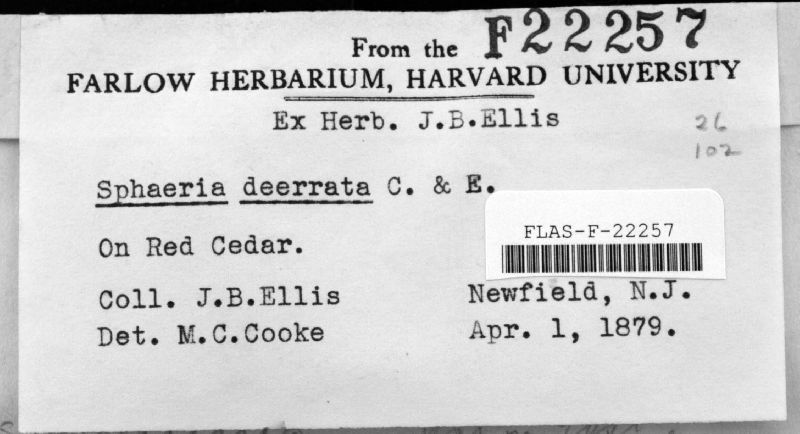 F22257
From the
FARLOW HERBARIUM, HARVARD UNIVERSITY
Ex Herb. J.B.Ellis
26
102
Sphaeria deerrata C. & E.
FLAS-F-22257
On Red Cedar.
Coll. J.B.Ellis Newfield, N.J.
Det. M.C.Cooke Apr. 1, 1879.